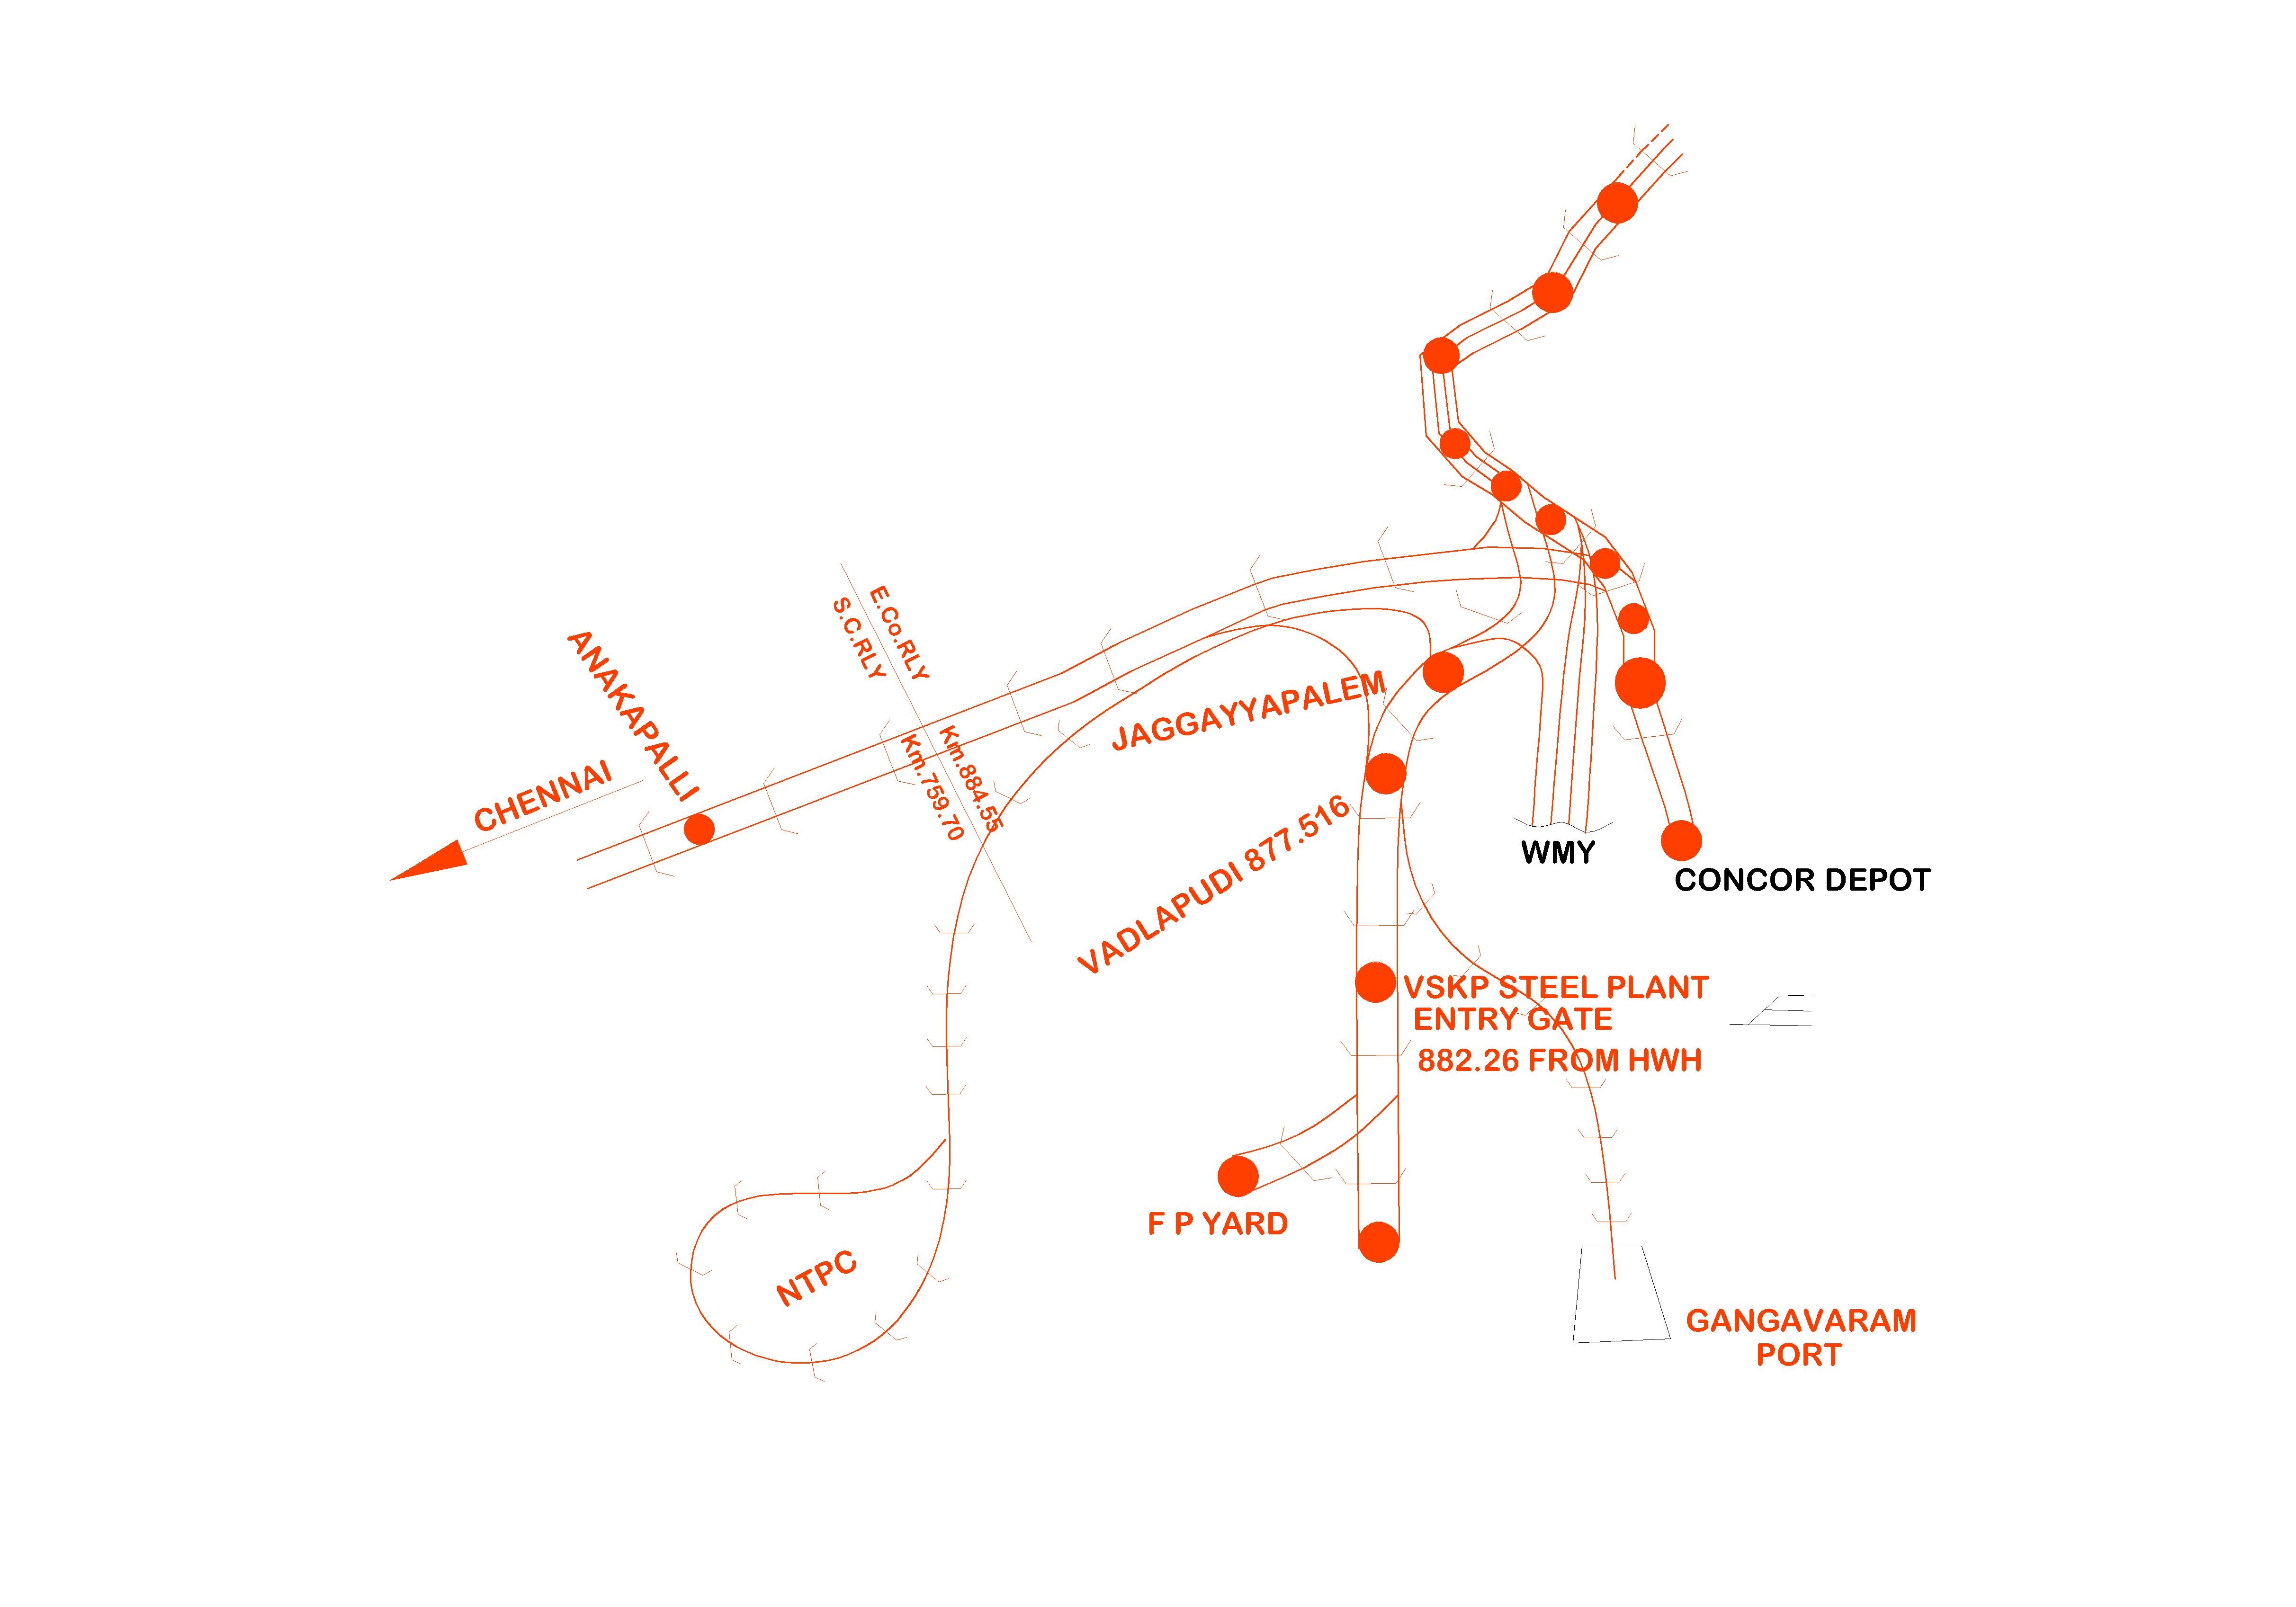 E.Co.RLY
S.C.RLY
ANAKAPALLI
CHENNAI
JAGGAYYAPALEM
Km.884.55
Km.759.70
VADLAPUDI 877.516
WMY
CONCOR DEPOT
VSKP STEEL PLANT
ENTRY GATE
882.26 FROM HWH
F P YARD
NTPC
GANGAVARAM
PORT